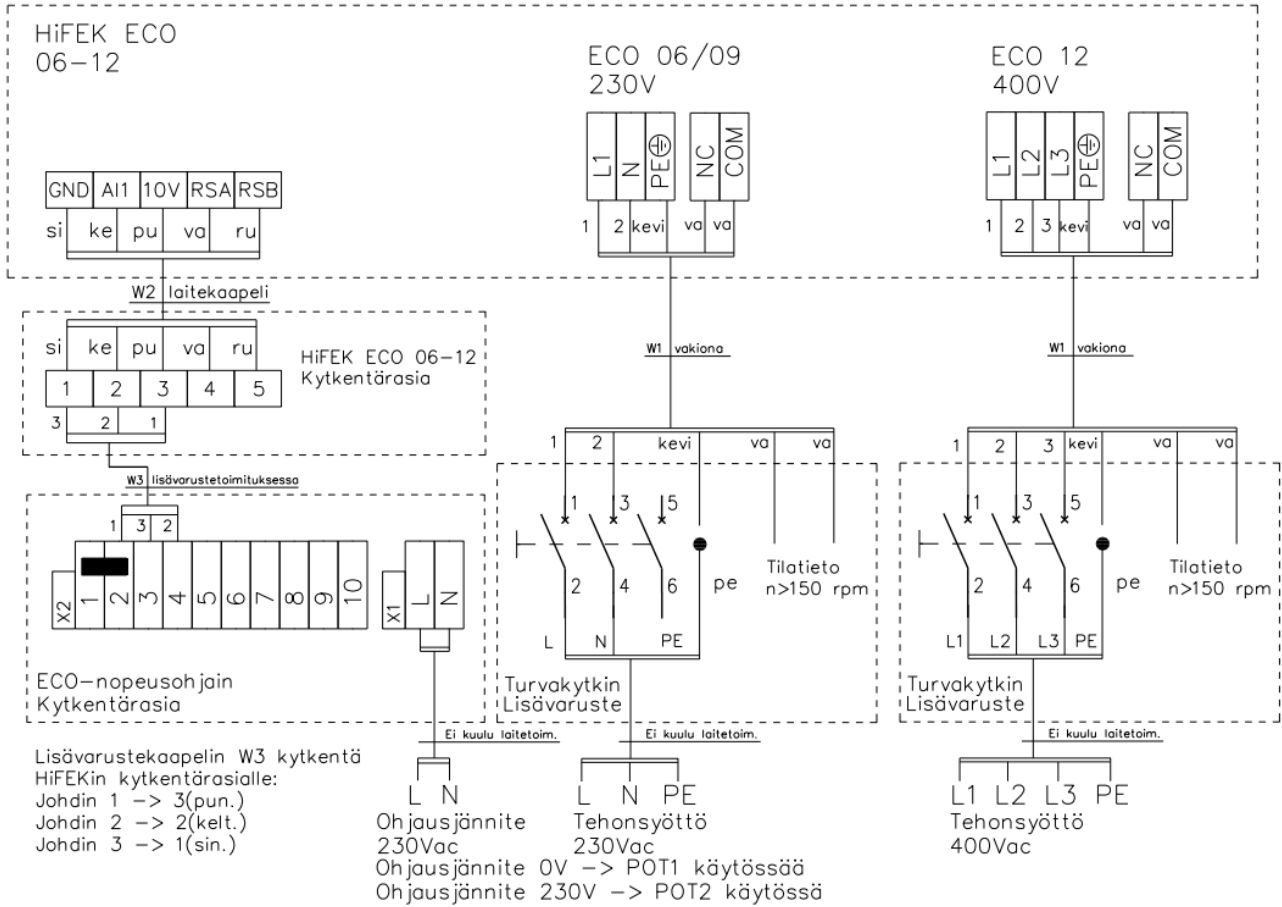 HiFEK ECO
06-12
ECO 06/09
230V
ECO 12
400V
L1 N PE NC COM
L1 L2 L3 PE NC COM
GND AI1 10V RSA RSB
si ke pu va ru
1 2 kevi va va
1 2 3 kevi va va
W2 laitekaapeli
si ke pu va ru
HiFEK ECO 06-12
Kytkentärasia
1 2 3 4 5
3 2 1
W1 vakiona
W1 vakiona
1 2 kevi va va
1 2 3 kevi va va
W3 lisävarustetoimituksessa
1 3 2
X2 1 2 3 4 5 6 7 8 9 10
X1 L N
1 3 5
2 4 6 pe
Tilatieto
n>150 rpm
L N PE
1 3 5
2 4 6 pe
Tilatieto
n>150 rpm
L1 L2 L3 PE
ECO-nopeusohjain
Kytkentärasia
Turvakytkin
Lisävaruste
Turvakytkin
Lisävaruste
Ei kuulu laitetoim.
Ei kuulu laitetoim.
Ei kuulu laitetoim.
Lisävarustekaapelin W3 kytkentä
HiFEKin kytkentärasialle:
Johdin 1 -> 3(pun.)
Johdin 2 -> 2(kelt.)
Johdin 3 -> 1(sin.)
L N
Ohjausjännite
230Vac
L N PE
Tehonsyöttö
230Vac
L1 L2 L3 PE
Tehonsyöttö
400Vac
Ohjausjännite 0V -> POT1 käytössää
Ohjausjännite 230V -> POT2 käytössä